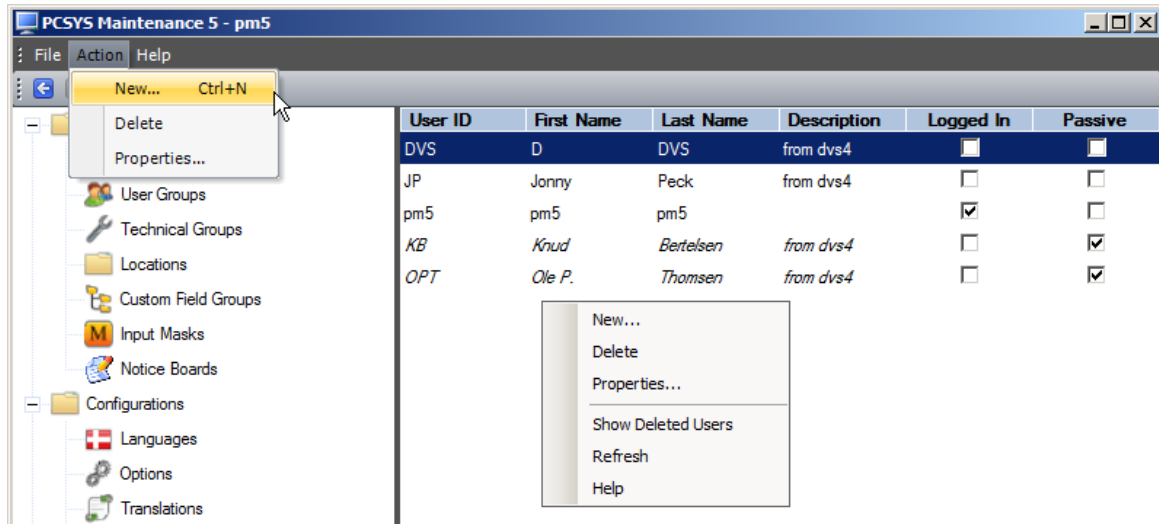 PCSYS Maintenance 5 - pm5
File Action Help
New... Ctrl+N
Delete
Properties...
User Groups
Technical Groups
Locations
Custom Field Groups
M Input Masks
Notice Boards
Configurations
Languages
Options
Translations
User ID First Name Last Name Description Logged In Passive
DVS D DVS from dvs4
JP Jonny Peck from dvs4
pm5 pm5 pm5
KB Knud Bertelsen from dvs4
OPT Ole P. Thomsen from dvs4
New...
Delete
Properties...
Show Deleted Users
Refresh
Help